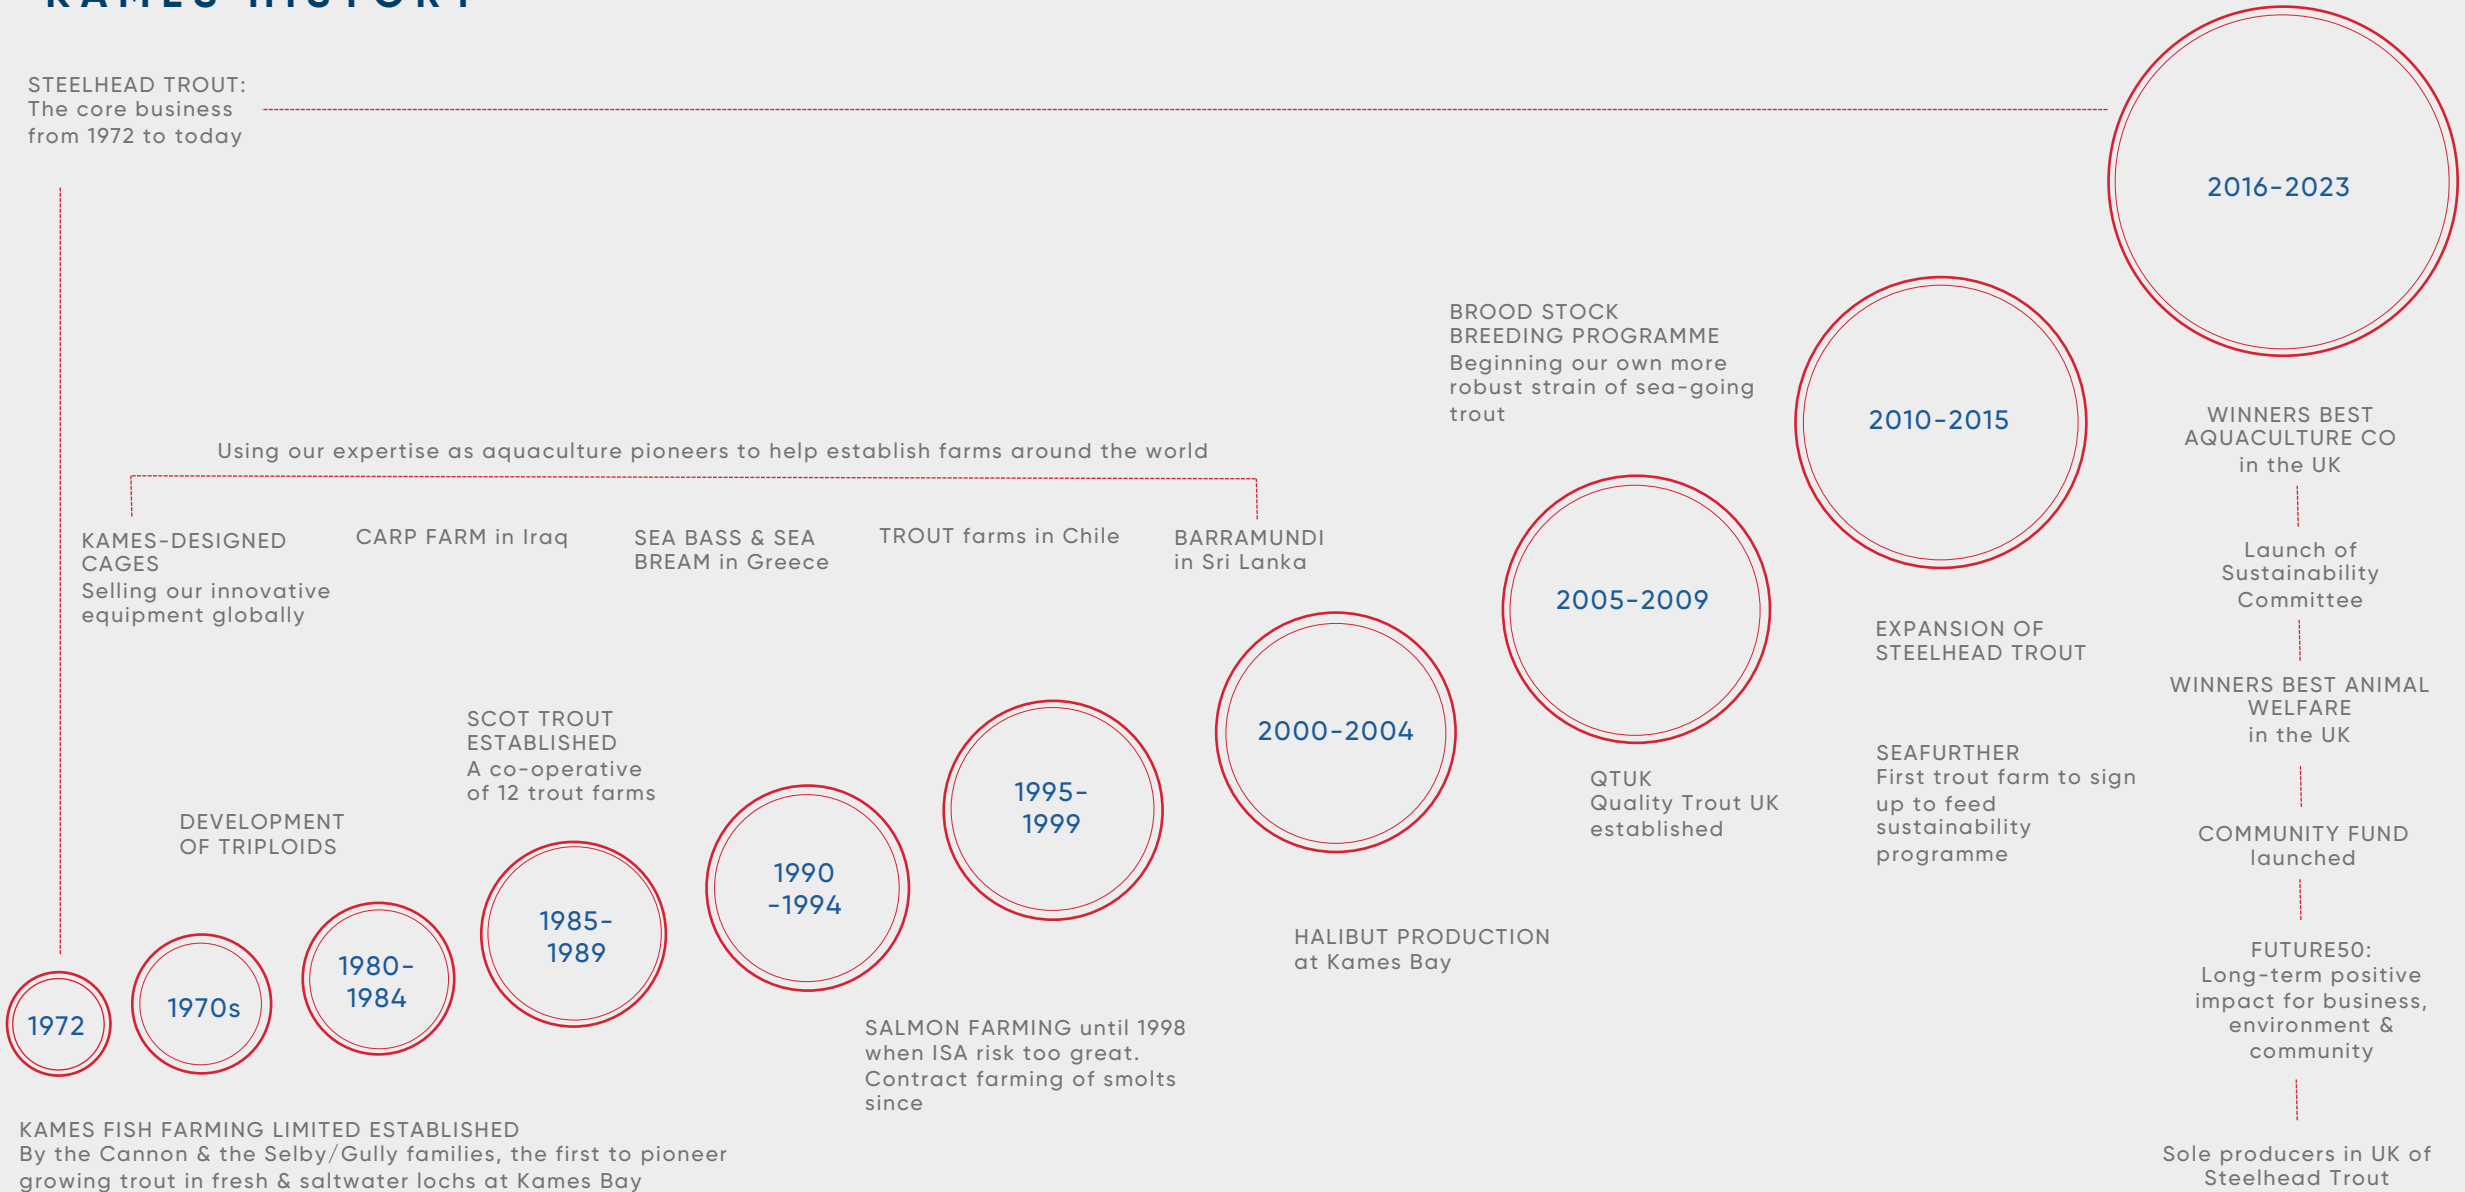 KAMES HISTORY
STEELHEAD TROUT:
The core business
from 1972 to today
2016-2023
BROOD STOCK
BREEDING PROGRAMME
Beginning our own more
robust strain of sea-going
trout
2010-2015
WINNERS BEST
AQUACULTURE CO
in the UK
Using our expertise as aquaculture pioneers to help establish farms around the world
KAMES-DESIGNED
CAGES
Selling our innovative
equipment globally
CARP FARM in Iraq
SEA BASS & SEA
BREAM in Greece
TROUT farms in Chile
BARRAMUNDI
in Sri Lanka
2005-2009
Launch of
Sustainability
Committee
EXPANSION OF
STEELHEAD TROUT
WINNERS BEST ANIMAL
WELFARE
in the UK
SCOT TROUT
ESTABLISHED
A co-operative
of 12 trout farms
2000-2004
SEAFURTHER
First trout farm to sign
up to feed
sustainability
programme
QTUK
Quality Trout UK
established
1995-
1999
DEVELOPMENT
OF TRIPLOIDS
COMMUNITY FUND
launched
1990
-1994
1985-
1989
HALIBUT PRODUCTION
at Kames Bay
FUTURE50:
Long-term positive
impact for business,
environment &
community
1980-
1984
1970s
1972
SALMON FARMING until 1998
when ISA risk too great.
Contract farming of smolts
since
KAMES FISH FARMING LIMITED ESTABLISHED
By the Cannon & the Selby/Gully families, the first to pioneer
growing trout in fresh & saltwater lochs at Kames Bay
Sole producers in UK of
Steelhead Trout